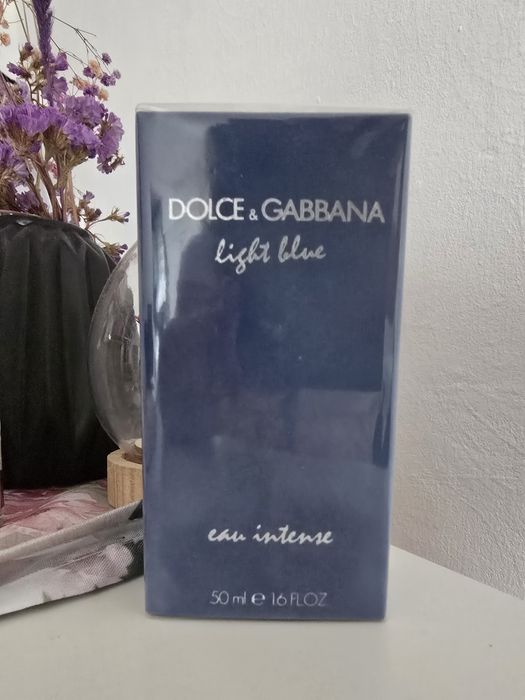 DOLCE & GABBANA
light blue
eau intense
50 ml e 1.6 FL.OZ